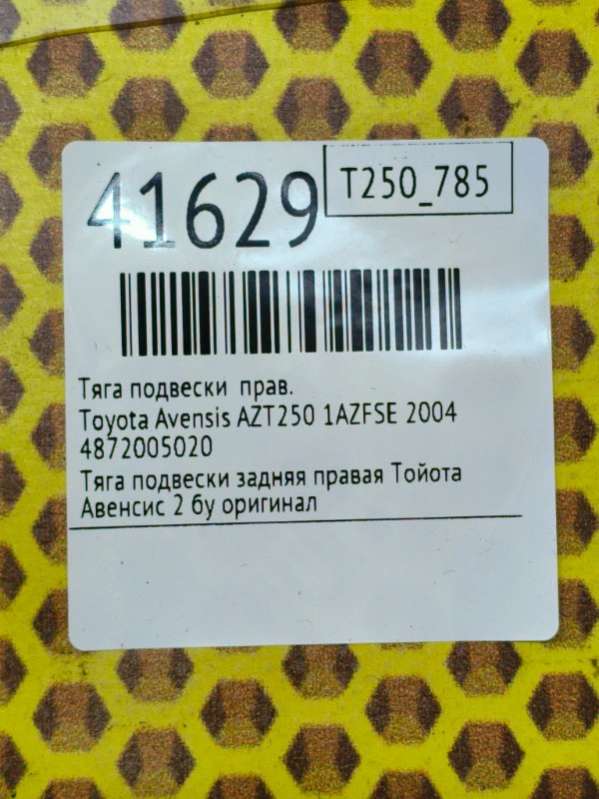 41629
T250_785
Тяга подвески прав.
Toyota Avensis AZT250 1AZFSE 2004
4872005020
Тяга подвески задняя правая Тойота
Авенсис 2 бу оригинал